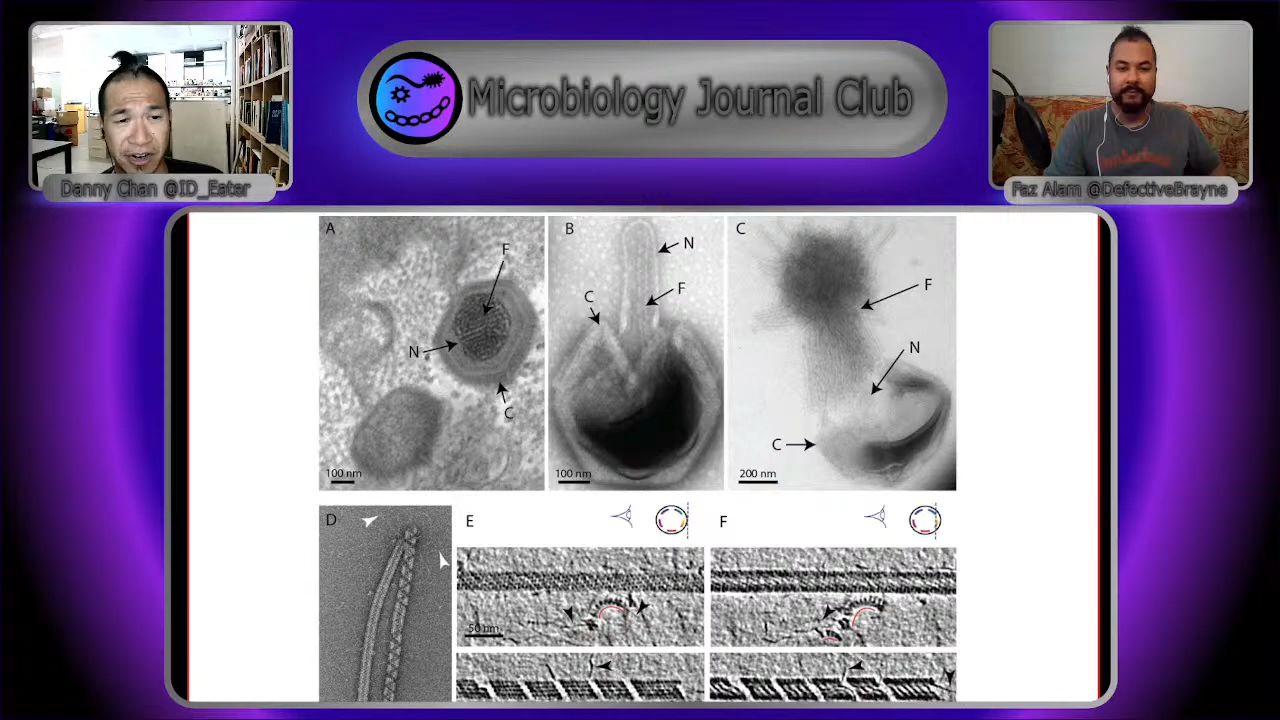 Microbiology Journal Club
Danny Chan @ID_Eater
Faz Alam @DefectiveBrayne
A
F
N
C
100 nm
B
N
F
C
100 nm
C
F
N
C
200 nm
D
E
50 nm
F